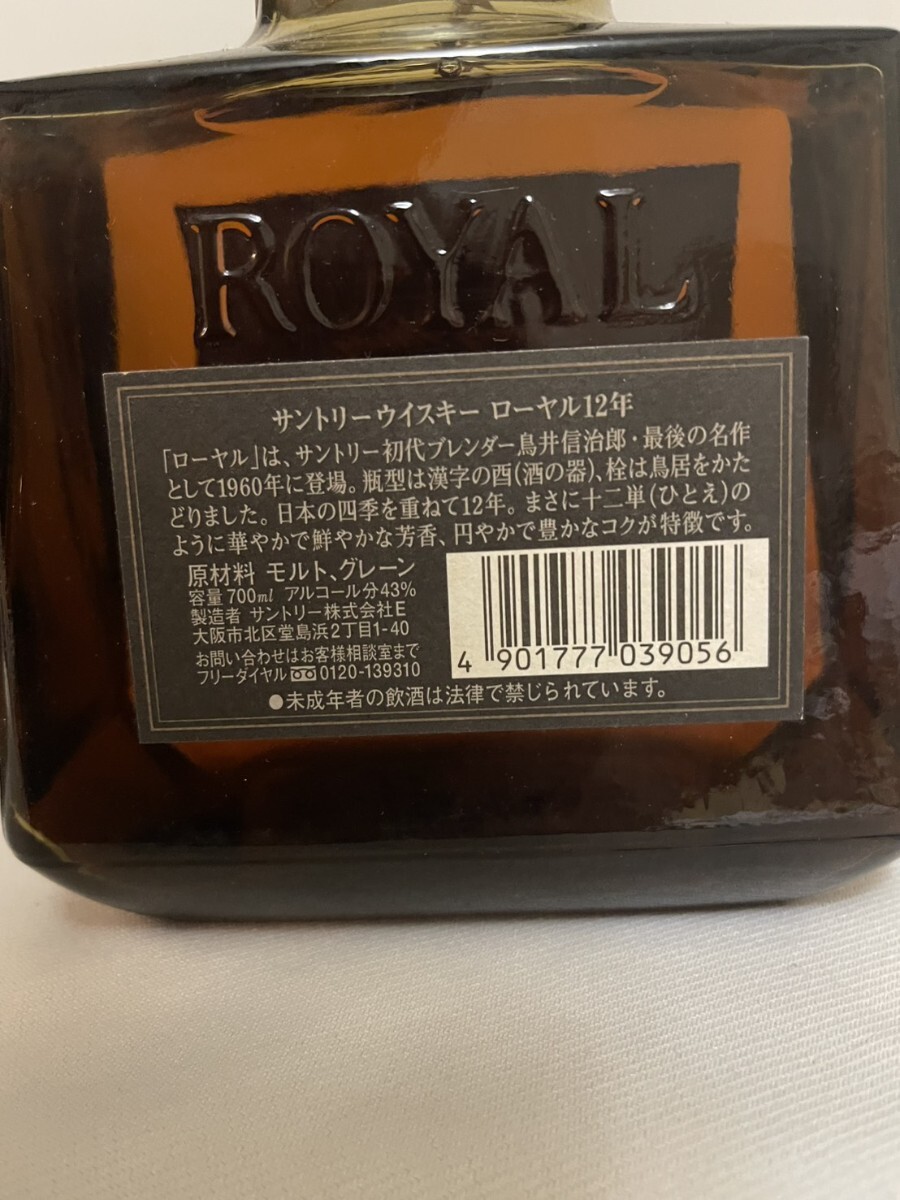 ROYAL
サントリーウイスキー ローヤル12年
「ローヤル」は、サントリー初代ブレンダー鳥井信治郎・最後の名作
として1960年に登場。瓶型は漢字の酉(酒の器)、栓は鳥居をかた
どりました。日本の四季を重ねて12年。まさに十二単(ひとえ)の
ように華やかで鮮やかな芳香、円やかで豊かなコクが特徴です。
原材料 モルト、グレーン
容量700ml アルコール分43%
製造者 サントリー株式会社E
大阪市北区堂島浜2丁目1-40
お問い合わせはお客様相談室まで
フリーダイヤル 0120-139310
4 901777 039056
●未成年者の飲酒は法律で禁じられています。